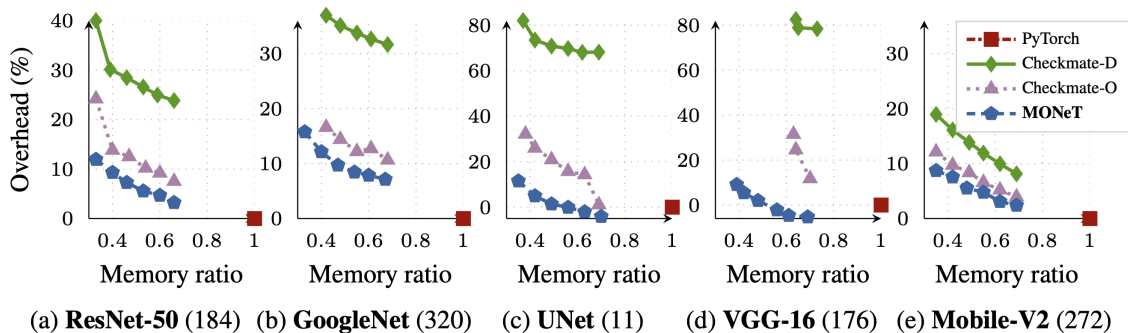 Overhead (%)
40
30
20
10
0
0.4
0.6
0.8
1
Memory ratio
(a) ResNet-50 (184)
30
20
10
0
0.4
0.6
0.8
1
Memory ratio
(b) GoogleNet (320)
80
60
40
20
0
0.4
0.6
0.8
1
Memory ratio
(c) UNet (11)
80
60
40
20
0
0.4
0.6
0.8
1
Memory ratio
(d) VGG-16 (176)
30
20
10
0
0.4
0.6
0.8
1
Memory ratio
(e) Mobile-V2 (272)
PyTorch
Checkmate-D
Checkmate-O
MONeT